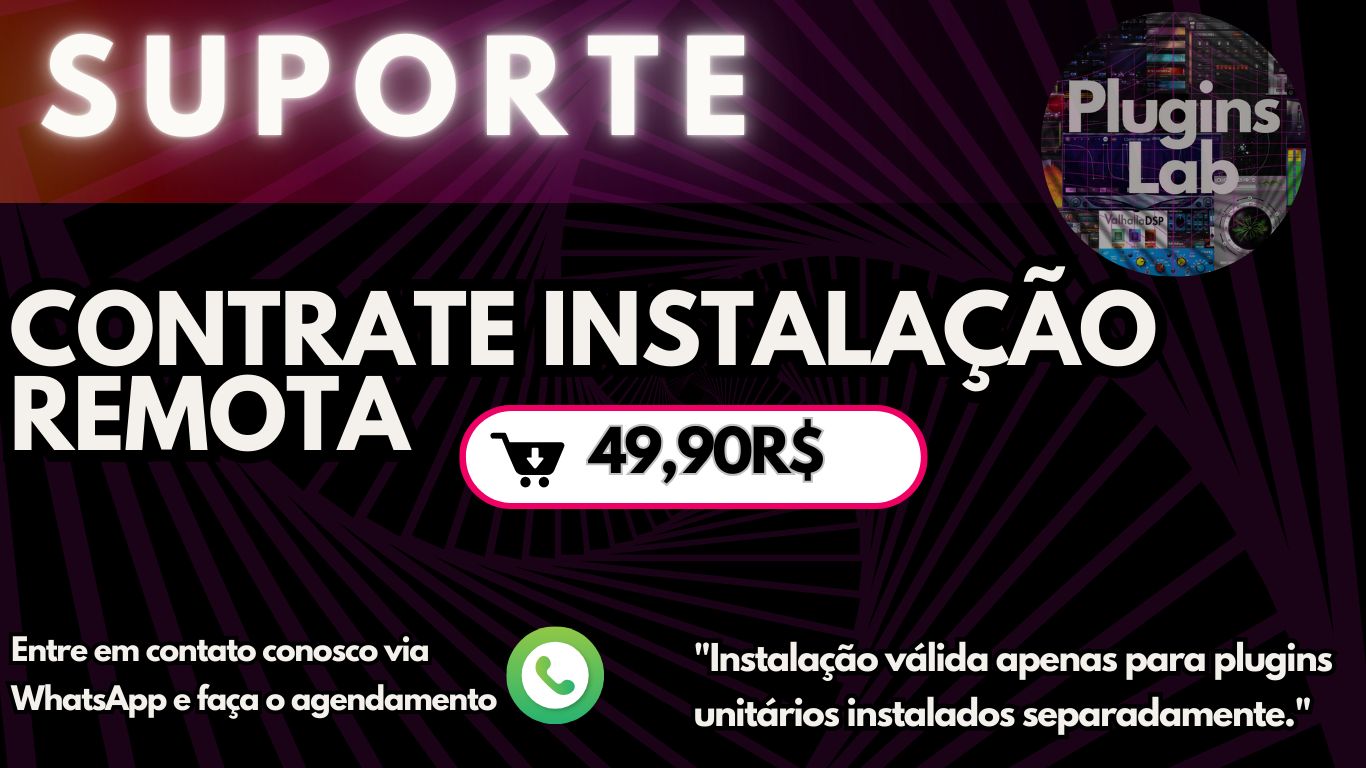 SUPORTE
Plugins
Lab
ValhallaDSP
CONTRATE INSTALAÇÃO
REMOTA
49,90R$
Entre em contato conosco via
WhatsApp e faça o agendamento
"Instalação válida apenas para plugins
unitários instalados separadamente."